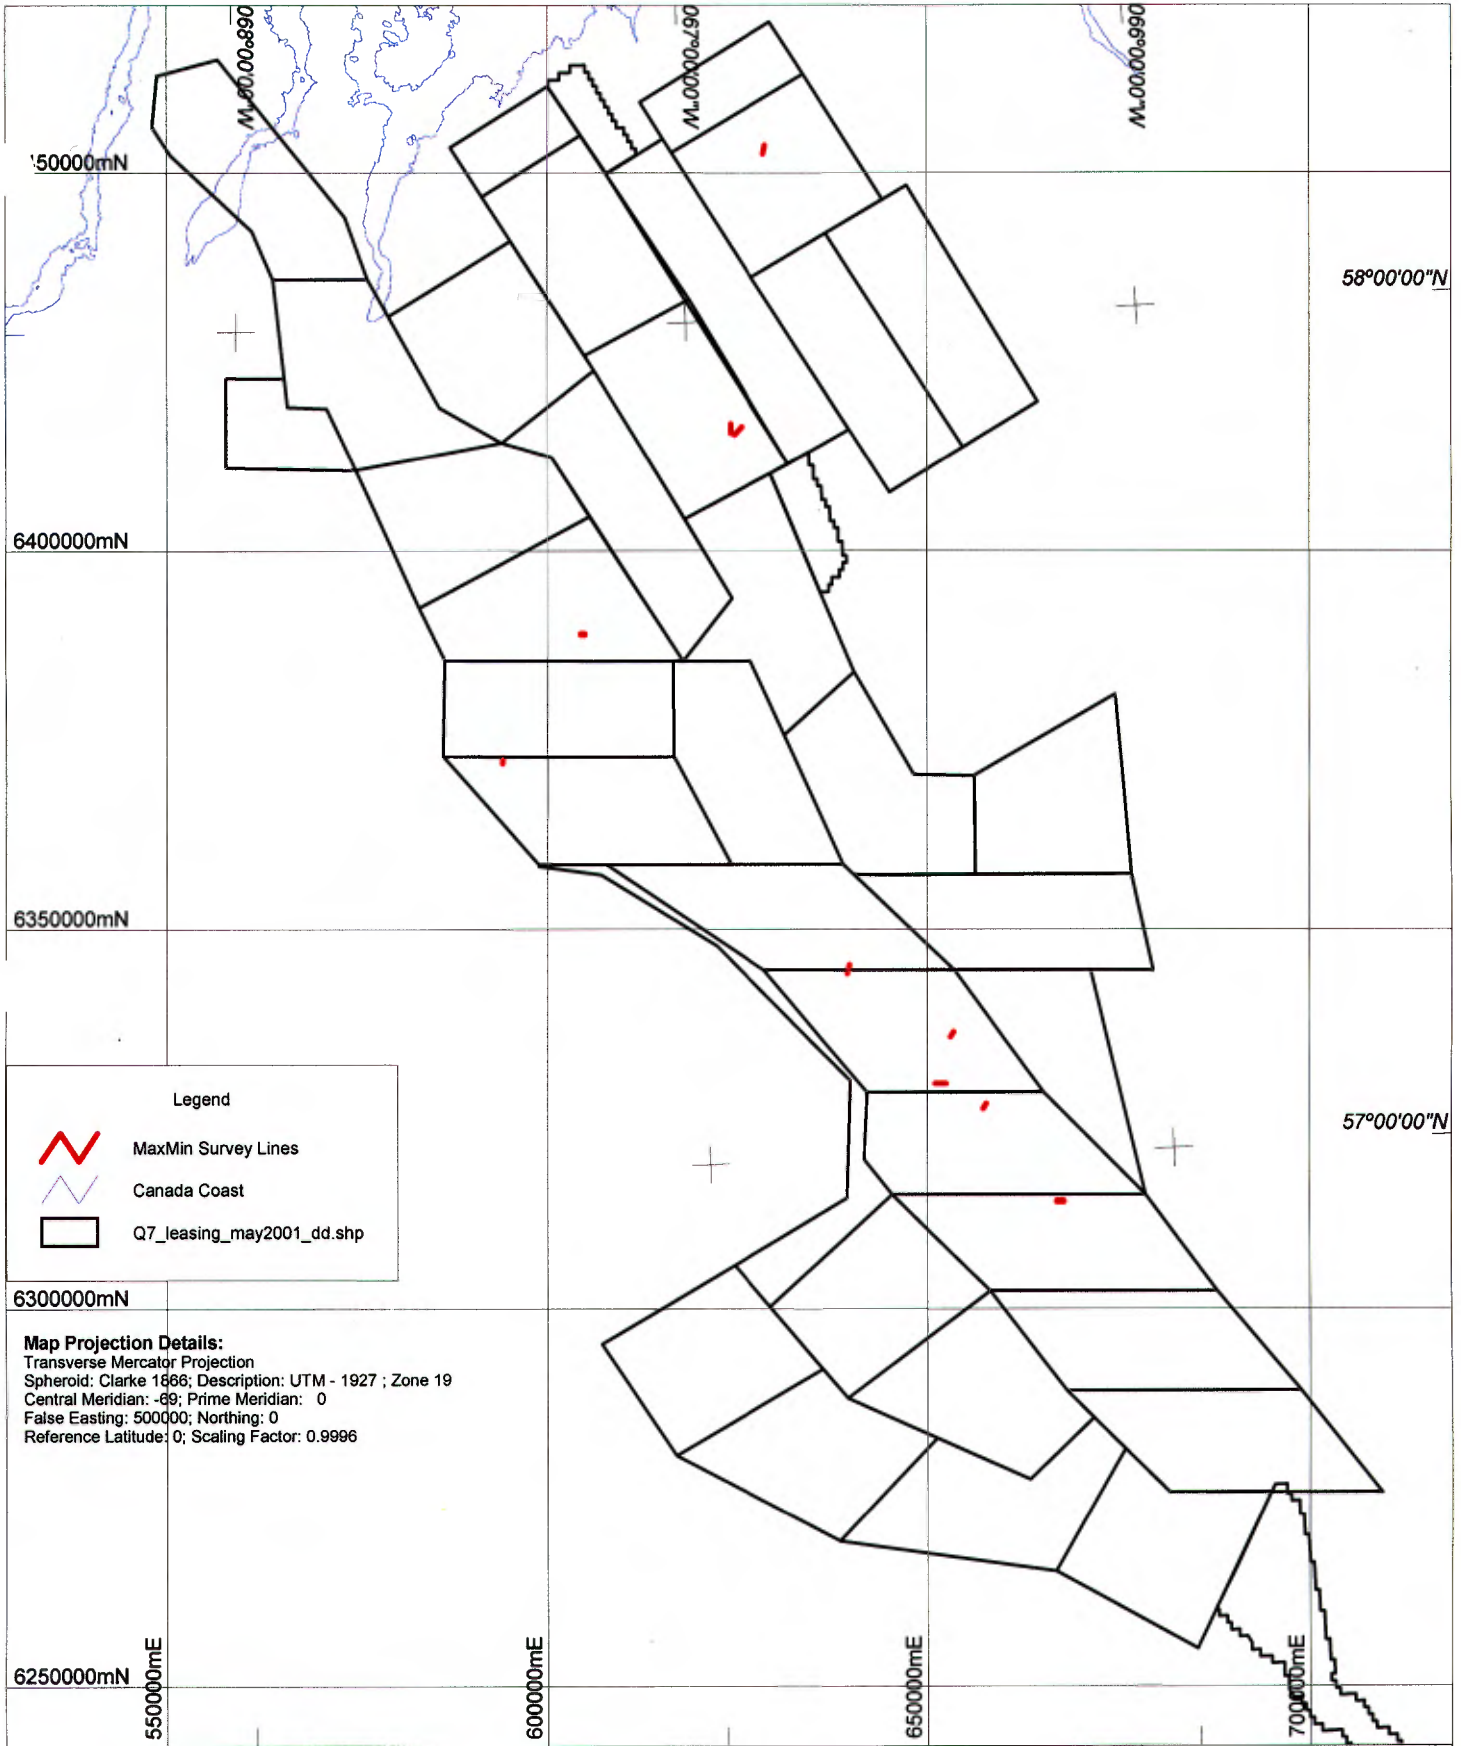 068°00'00"W
067°00'00"W
066°00'00"W
'50000mN
58°00'00"N
6400000mN
6350000mN
Legend
MaxMin Survey Lines
Canada Coast
Q7_leasing_may2001_dd.shp
57°00'00"N
6300000mN
Map Projection Details:
Transverse Mercator Projection
Spheroid: Clarke 1866; Description: UTM - 1927 ; Zone 19
Central Meridian: -69; Prime Meridian: 0
False Easting: 500000; Northing: 0
Reference Latitude: 0; Scaling Factor: 0.9996
6250000mN
550000mE
600000mE
650000mE
700000mE